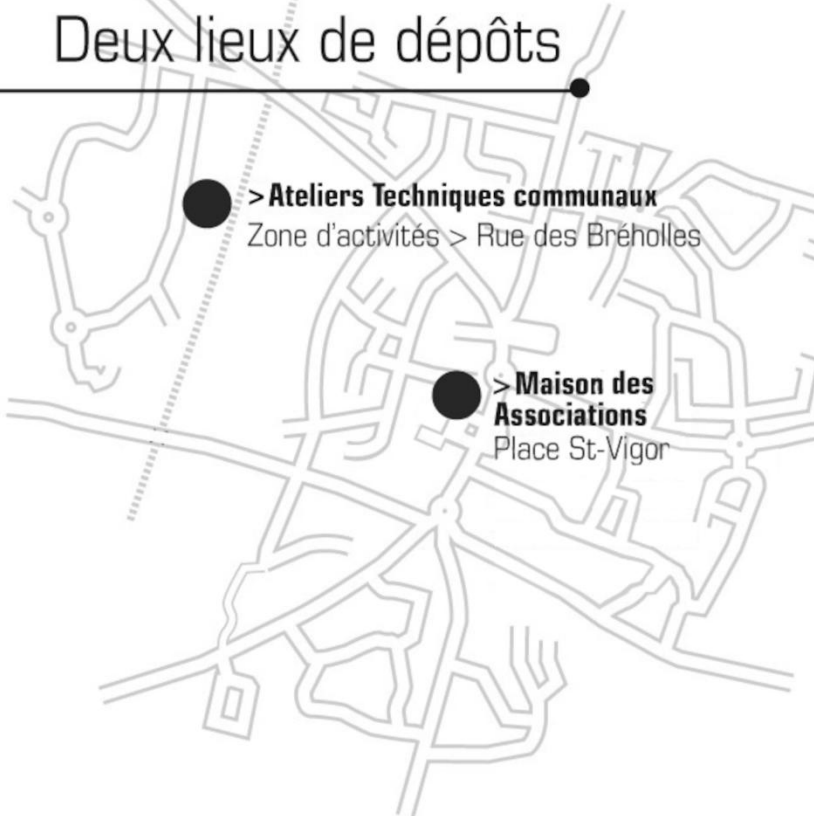 Deux lieux de dépôts
>Ateliers Techniques communaux
Zone d'activités > Rue des Bréholles
>Maison des
Associations
Place St-Vigor